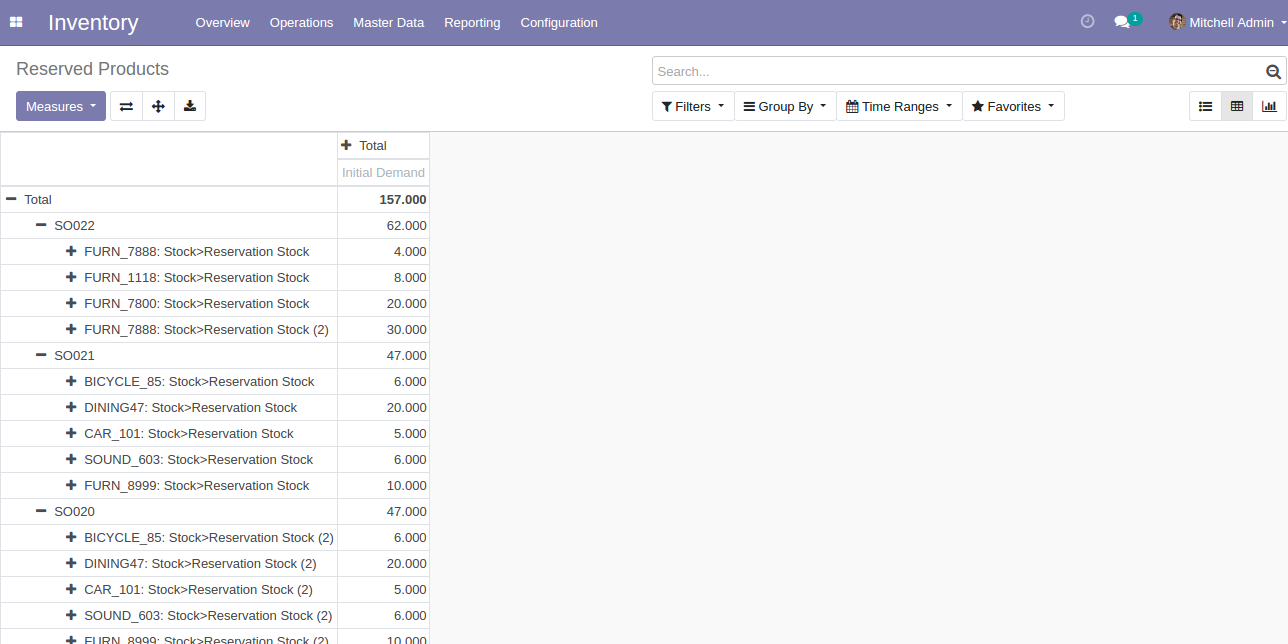 Inventory Overview Operations Master Data Reporting Configuration 1 Mitchell Admin
Reserved Products
Search...
Measures Filters Group By Time Ranges Favorites
Total
Initial Demand
Total 157.000
SO022 62.000
FURN_7888: Stock>Reservation Stock 4.000
FURN_1118: Stock>Reservation Stock 8.000
FURN_7800: Stock>Reservation Stock 20.000
FURN_7888: Stock>Reservation Stock (2) 30.000
SO021 47.000
BICYCLE_85: Stock>Reservation Stock 6.000
DINING47: Stock>Reservation Stock 20.000
CAR_101: Stock>Reservation Stock 5.000
SOUND_603: Stock>Reservation Stock 6.000
FURN_8999: Stock>Reservation Stock 10.000
SO020 47.000
BICYCLE_85: Stock>Reservation Stock (2) 6.000
DINING47: Stock>Reservation Stock (2) 20.000
CAR_101: Stock>Reservation Stock (2) 5.000
SOUND_603: Stock>Reservation Stock (2) 6.000
FURN_8999: Stock>Reservation Stock (2) 10.000